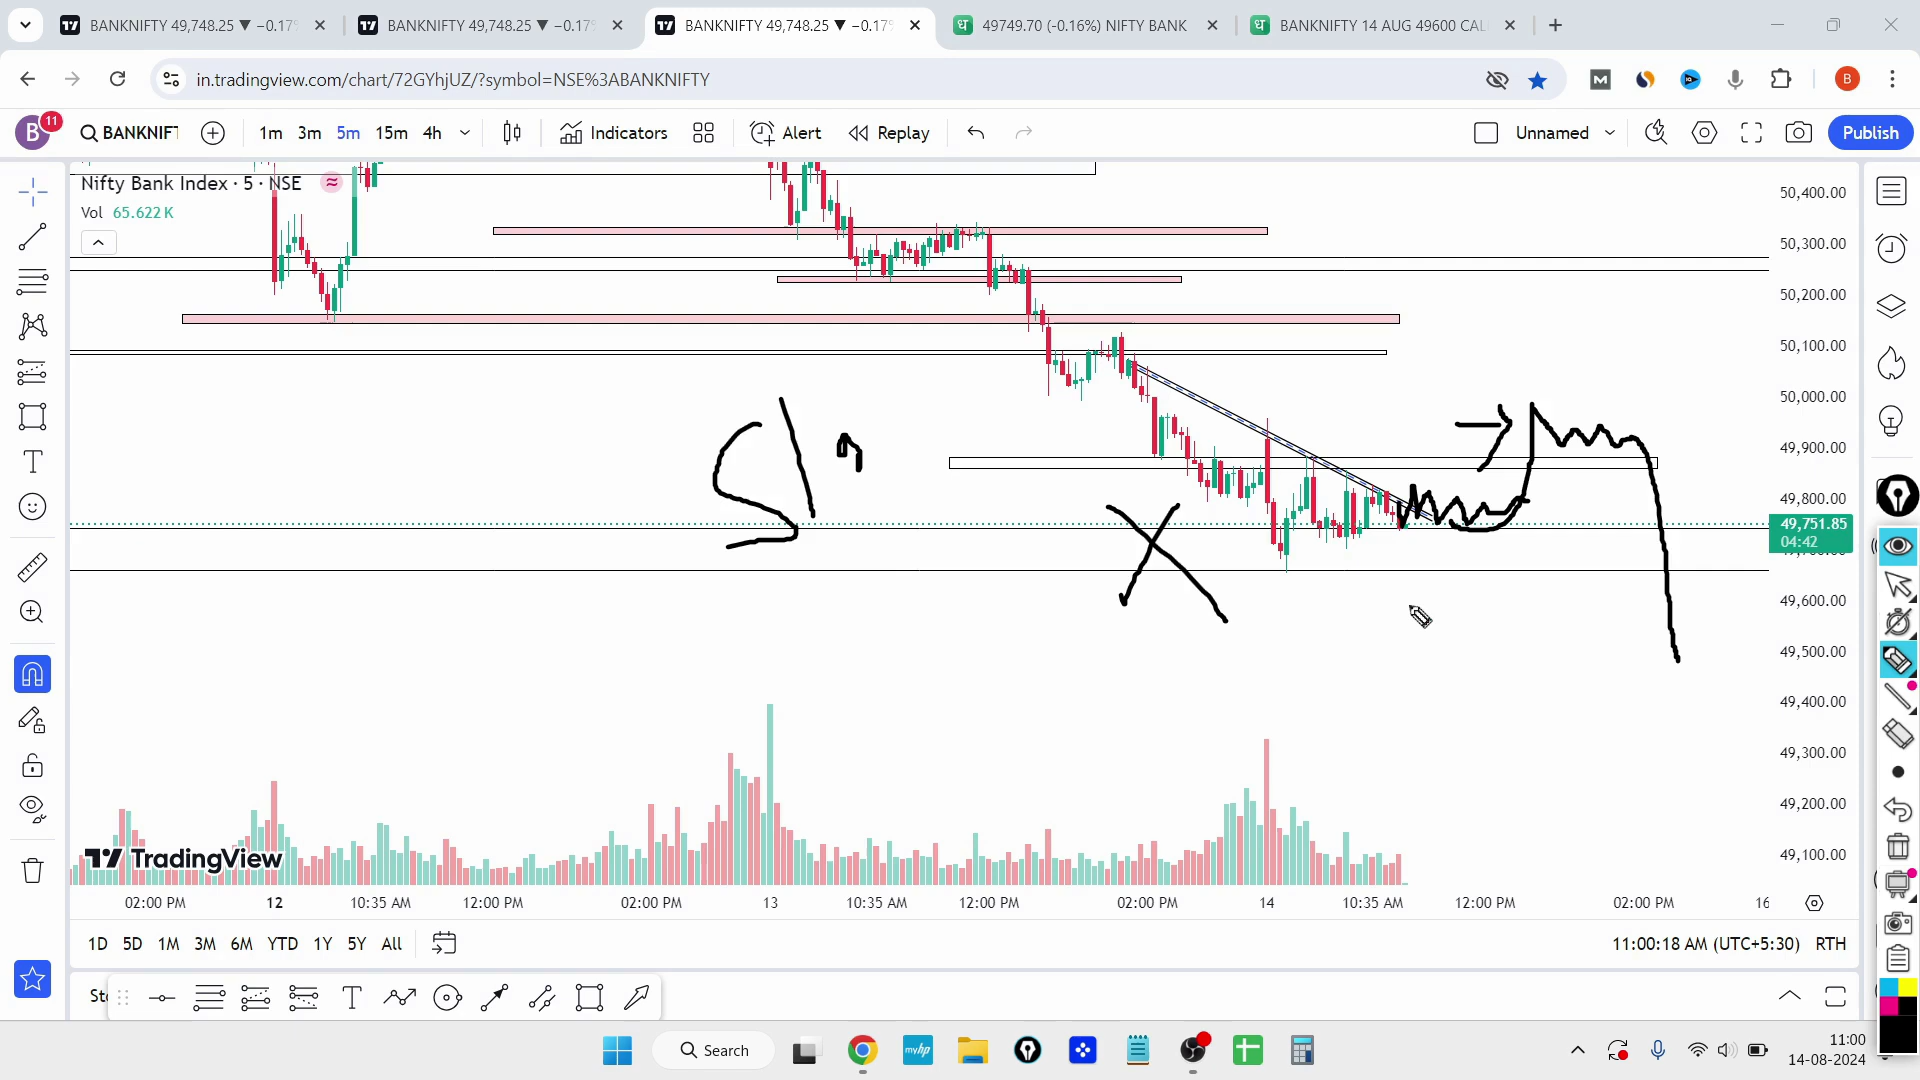 BANKNIFTY 49,748.25 ▼ −0.17%
BANKNIFTY 49,748.25 ▼ −0.17%
BANKNIFTY 49,748.25 ▼ −0.17%
49749.70 (-0.16%) NIFTY BANK
BANKNIFTY 14 AUG 49600 CAL
in.tradingview.com/chart/72GYhjUZ/?symbol=NSE%3ABANKNIFTY
B
B 11 BANKNIFT 1m 3m 5m 15m 4h Indicators Alert Replay Unnamed Publish
Nifty Bank Index · 5 · NSE
Vol 65.622 K
50,400.00
50,300.00
50,200.00
50,100.00
50,000.00
49,900.00
49,800.00
49,751.85
04:42
49,600.00
49,500.00
49,400.00
49,300.00
49,200.00
49,100.00
TradingView
02:00 PM 12 10:35 AM 12:00 PM 02:00 PM 13 10:35 AM 12:00 PM 02:00 PM 14 10:35 AM 12:00 PM 02:00 PM 16
1D 5D 1M 3M 6M YTD 1Y 5Y All 11:00:18 AM (UTC+5:30) RTH
Search
myhp
11:00
14-08-2024